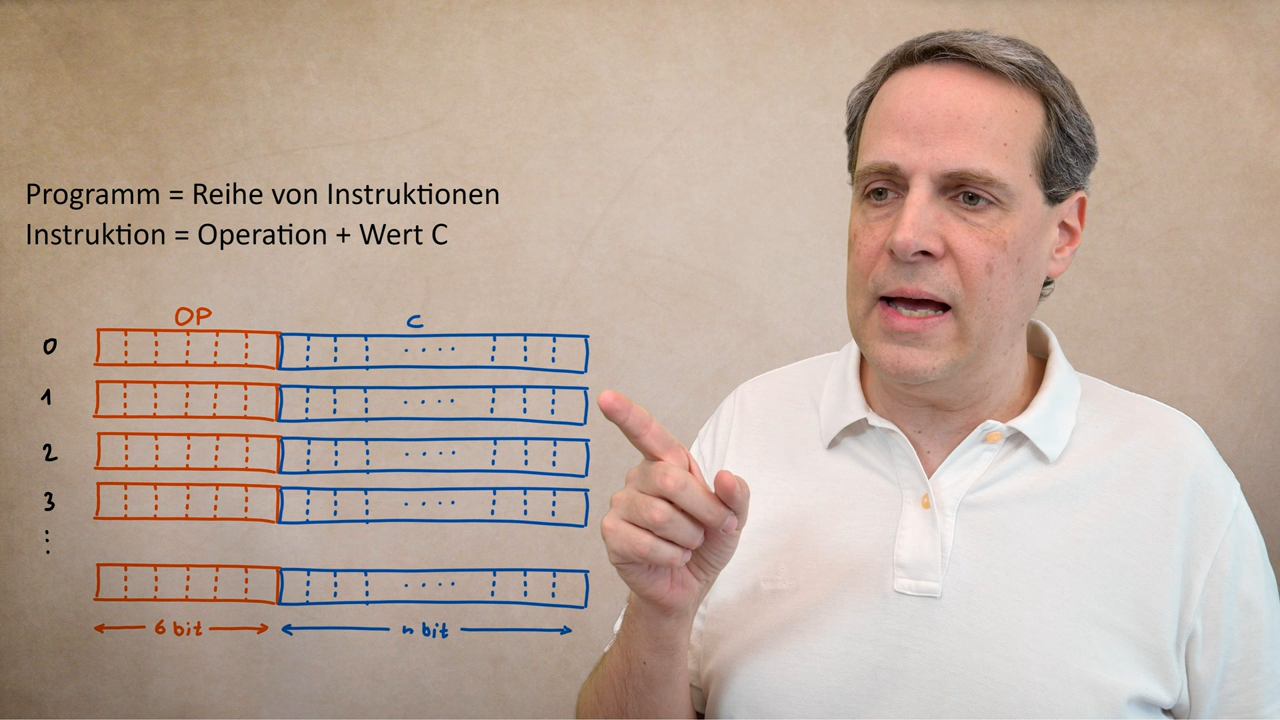 Programm = Reihe von Instruktionen
Instruktion = Operation + Wert C
OP C
0
1
2
3
6 bit n bit